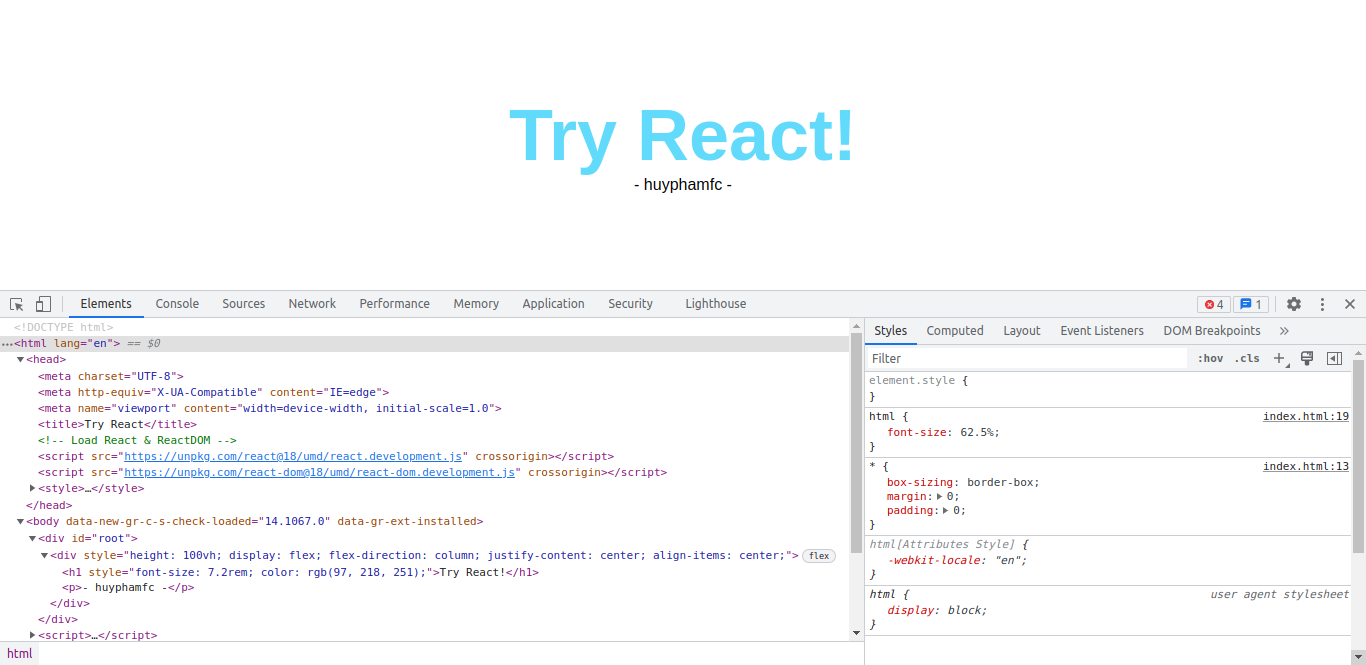 Try React!
- huyphamfc -
Elements Console Sources Network Performance Memory Application Security Lighthouse 4 1
<!DOCTYPE html>
<html lang="en"> == $0
<head>
<meta charset="UTF-8">
<meta http-equiv="X-UA-Compatible" content="IE=edge">
<meta name="viewport" content="width=device-width, initial-scale=1.0">
<title>Try React</title>
<!-- Load React & ReactDOM -->
<script src="https://unpkg.com/react@18/umd/react.development.js" crossorigin></script>
<script src="https://unpkg.com/react-dom@18/umd/react-dom.development.js" crossorigin></script>
<style>…</style>
</head>
<body data-new-gr-c-s-check-loaded="14.1067.0" data-gr-ext-installed>
<div id="root">
<div style="height: 100vh; display: flex; flex-direction: column; justify-content: center; align-items: center;"> flex
<h1 style="font-size: 7.2rem; color: rgb(97, 218, 251);">Try React!</h1>
<p>- huyphamfc -</p>
</div>
</div>
<script>…</script>
html
Styles Computed Layout Event Listeners DOM Breakpoints »
Filter :hov .cls +
element.style {
}
html { index.html:19
font-size: 62.5%;
}
* { index.html:13
box-sizing: border-box;
margin: 0;
padding: 0;
}
html[Attributes Style] {
-webkit-locale: "en";
}
html { user agent stylesheet
display: block;
}